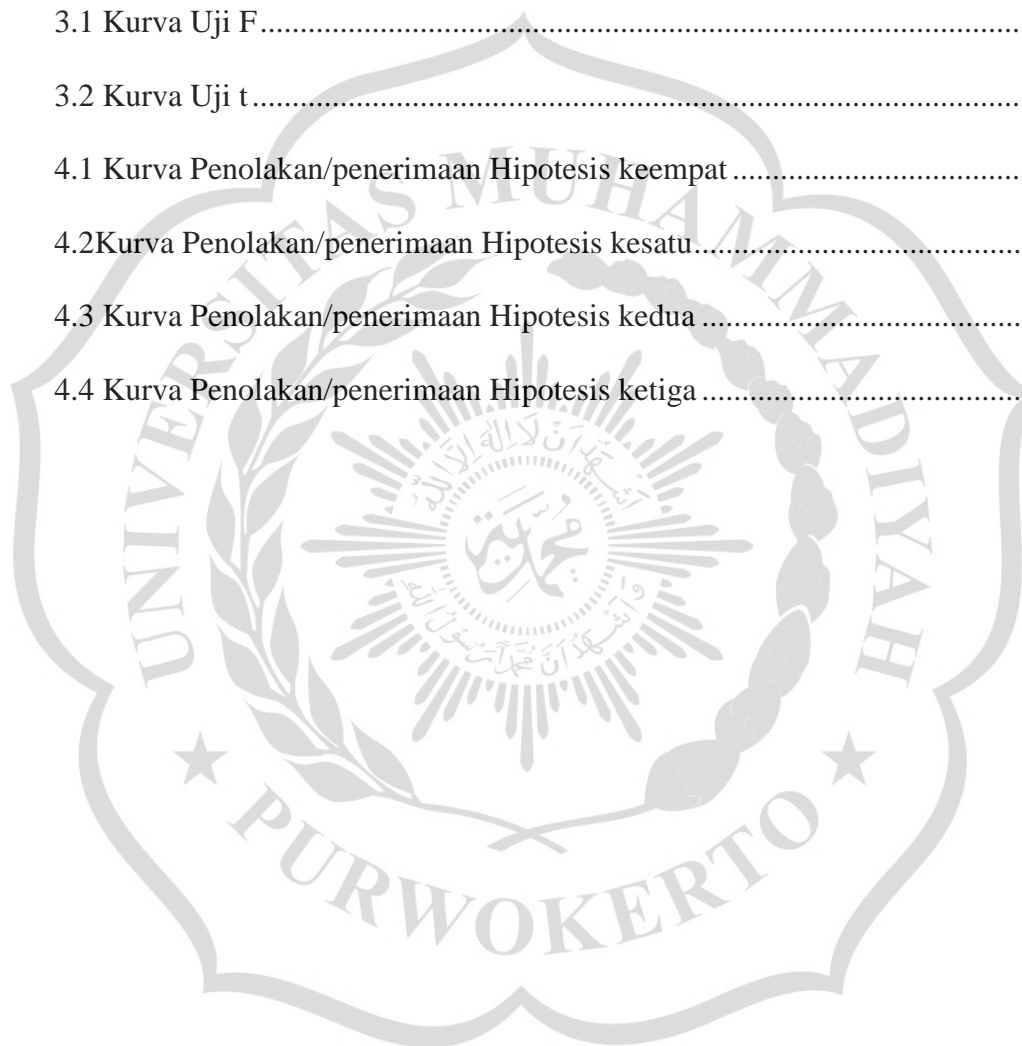 3.1 Kurva Uji F................................................................................................
3.2 Kurva Uji t................................................................................................
4.1 Kurva Penolakan/penerimaan Hipotesis keempat....................................
4.2Kurva Penolakan/penerimaan Hipotesis kesatu.........................................
4.3 Kurva Penolakan/penerimaan Hipotesis kedua........................................
4.4 Kurva Penolakan/penerimaan Hipotesis ketiga........................................
UNIVERSITAS MUHAMMADIYAH
PURWOKERTO